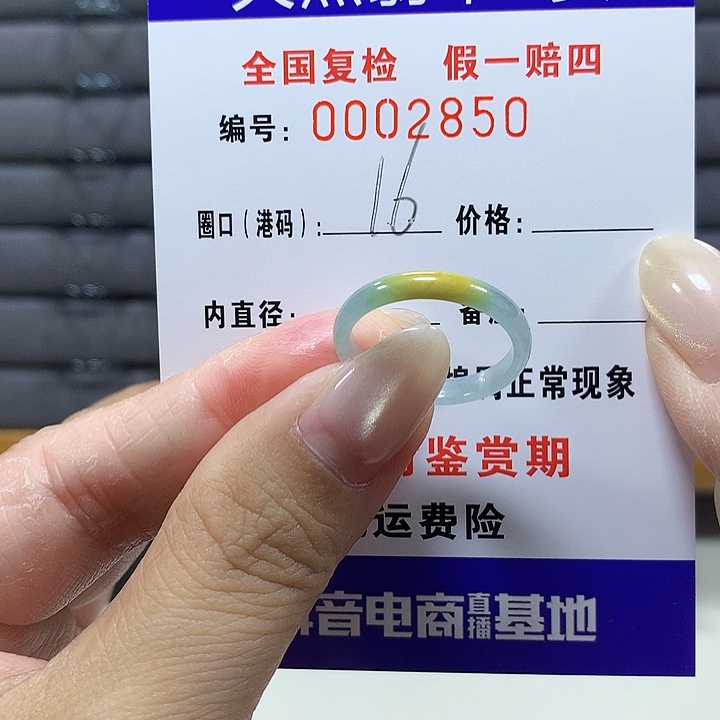 全国复检 假一赔四
编号: 0002850
圈口(港码): 16 价格:
内直径: 备注
正常现象
鉴赏期
运费险
音电商直播基地